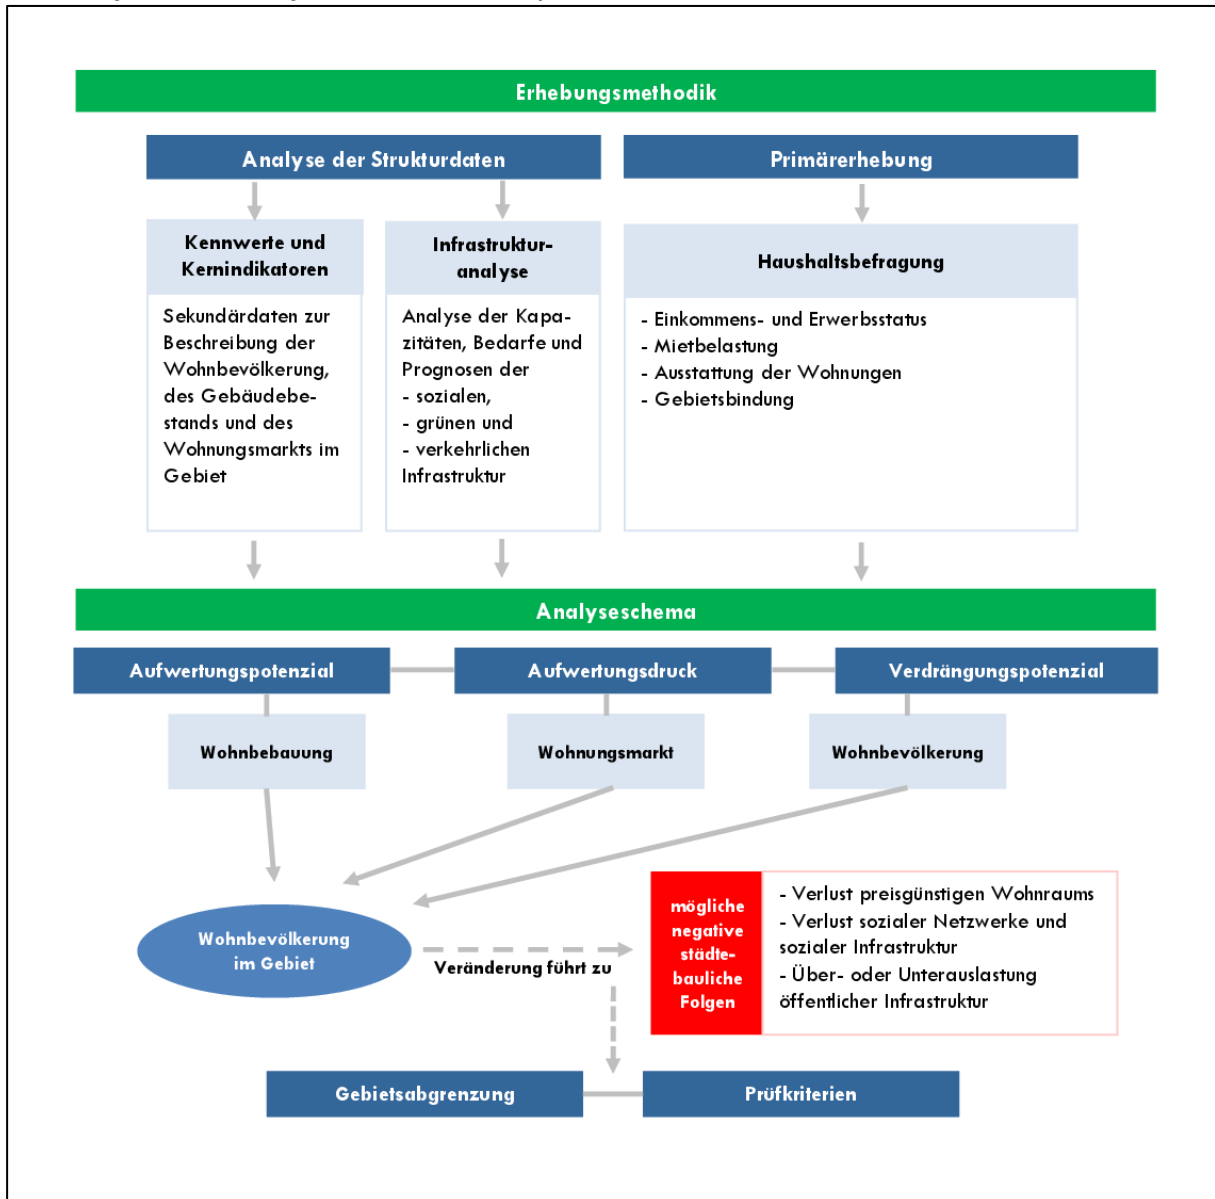 Erhebungsmethodik
Analyse der Strukturdaten
Primärerhebung
Kennwerte und
Kernindikatoren
Sekundärdaten zur
Beschreibung der
Wohnbevölkerung,
des Gebäudebe-
stands und des
Wohnungsmarkts im
Gebiet
Infrastruktur-
analyse
Analyse der Kapa-
zitäten, Bedarfe und
Prognosen der
- sozialen,
- grünen und
- verkehrlichen
Infrastruktur
Haushaltsbefragung
- Einkommens- und Erwerbsstatus
- Mietbelastung
- Ausstattung der Wohnungen
- Gebietsbindung
Analyseschema
Aufwertungspotenzial
Aufwertungsdruck
Verdrängungspotenzial
Wohnbebauung
Wohnungsmarkt
Wohnbevölkerung
Wohnbevölkerung
im Gebiet
Veränderung führt zu
mögliche
negative
städte-
bauliche
Folgen
- Verlust preisgünstigen Wohnraums
- Verlust sozialer Netzwerke und
sozialer Infrastruktur
- Über- oder Unterauslastung
öffentlicher Infrastruktur
Gebietsabgrenzung
Prüfkriterien